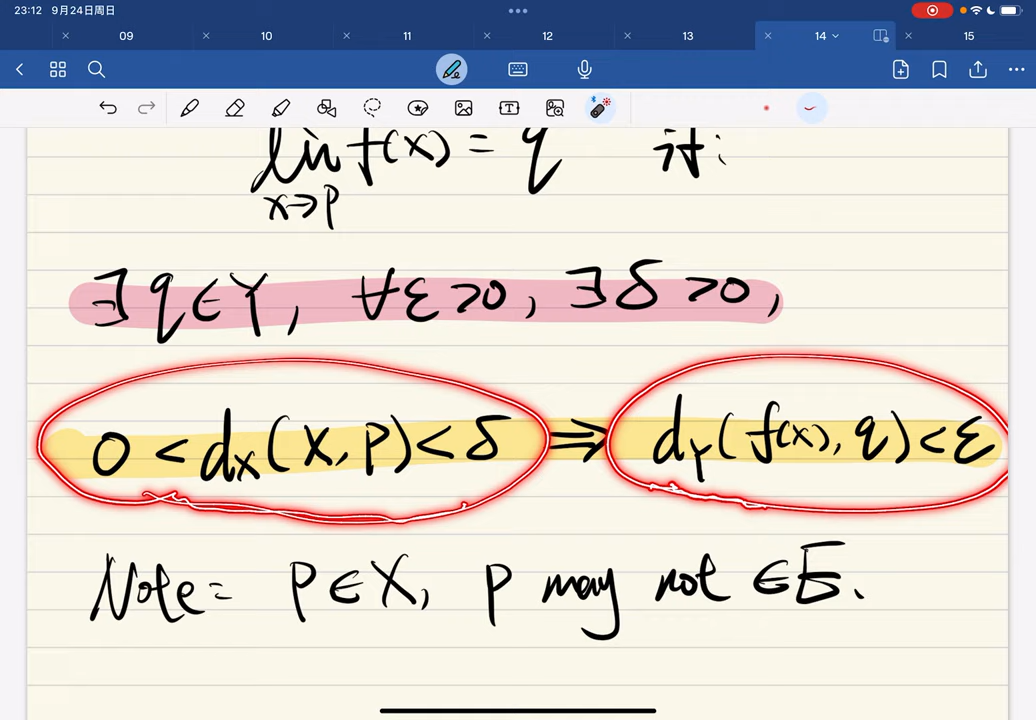 23:12 9月24日周日
09 10 11 12 13 14 15
T
lim f(x) = q if:
x→p
∃ q ∈ Y, ∀ε >0, ∃ δ >0,
0 < dx(x, p) < δ ⇒ dY(f(x), q) < ε
Note= p ∈ X, p may not ∈ E.